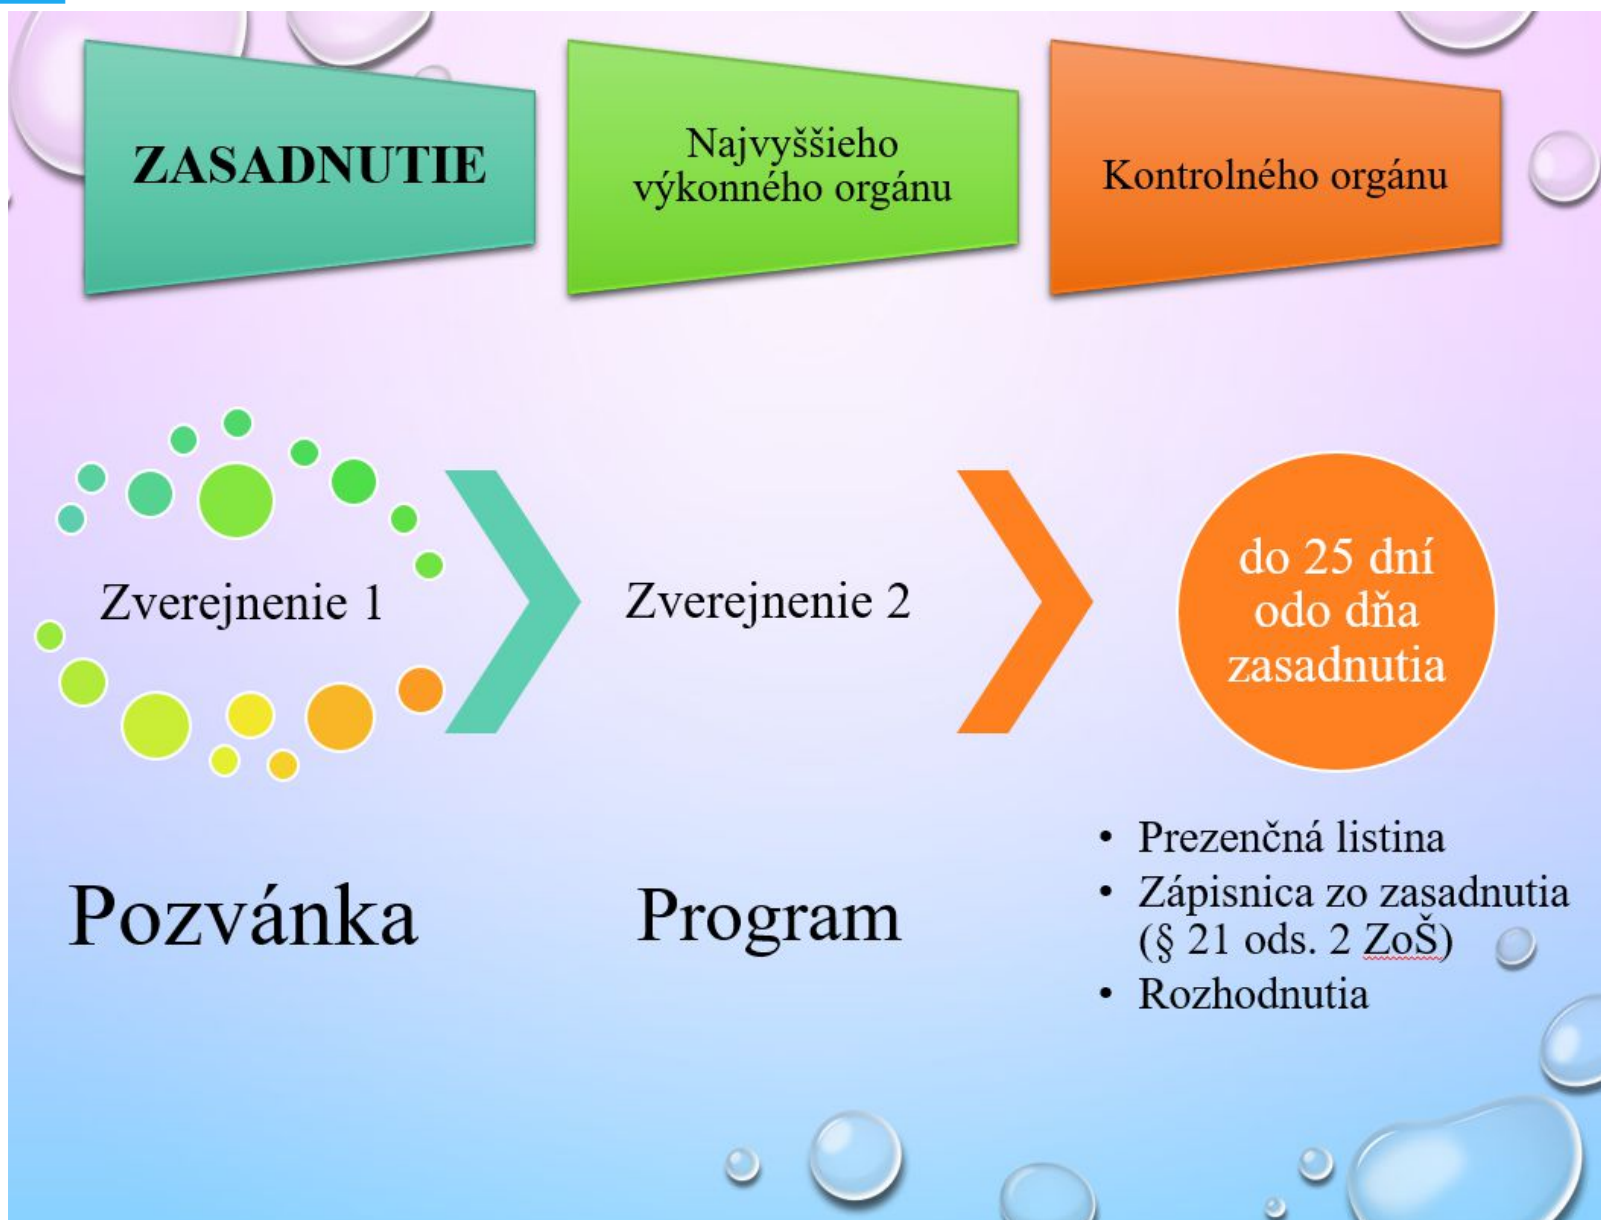 ZASADNUTIE
Najvyššieho
výkonného orgánu
Kontrolného orgánu
Zverejnenie 1
Zverejnenie 2
do 25 dní
odo dňa
zasadnutia
Pozvánka
Program
• Prezenčná listina
• Zápisnica zo zasadnutia
(§ 21 ods. 2 ZoŠ)
• Rozhodnutia